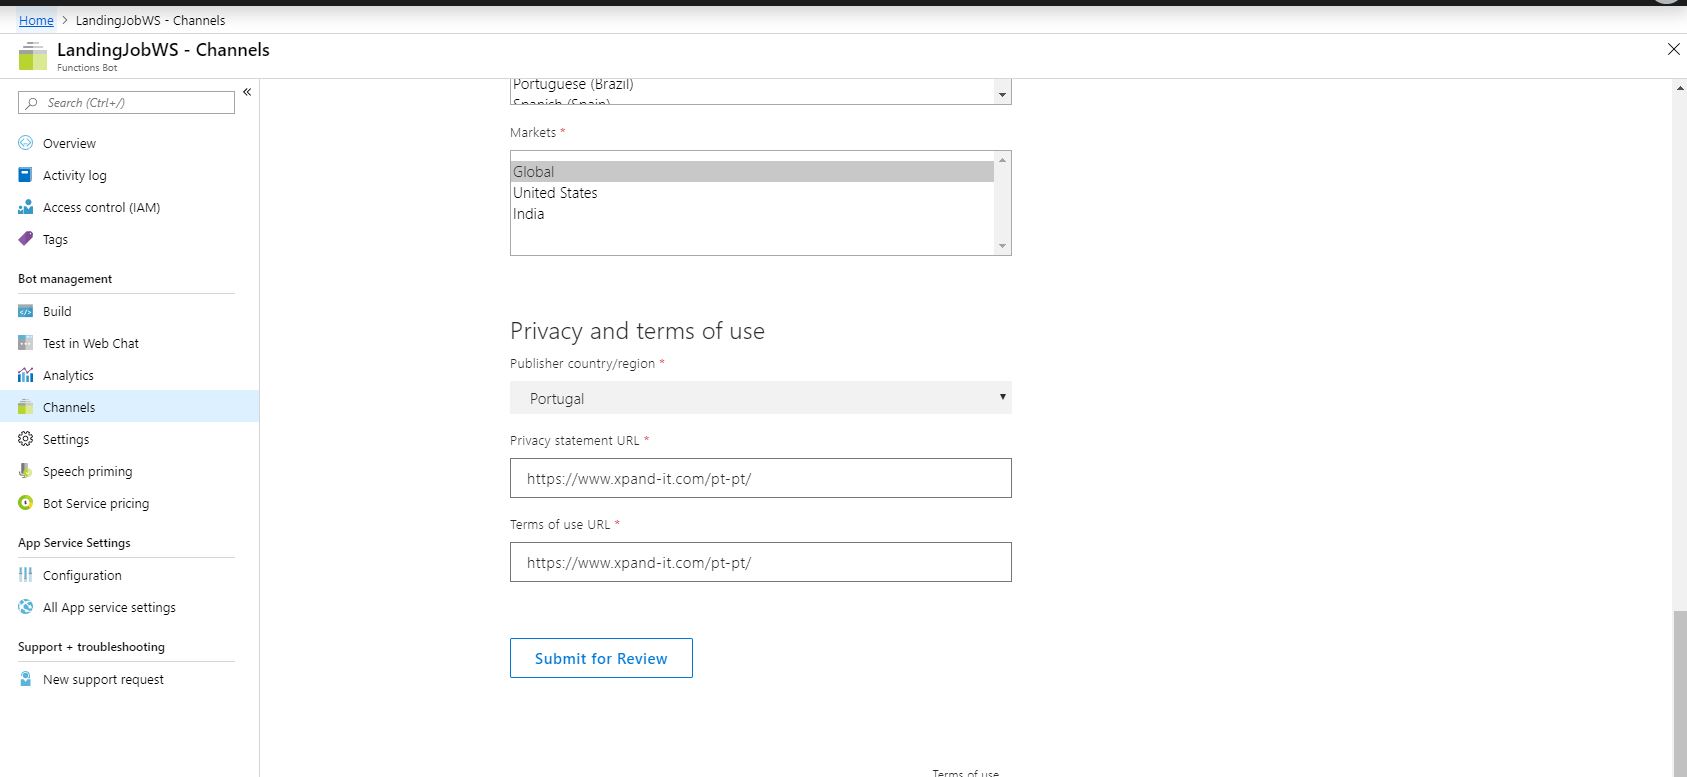 Home > LandingJobWS - Channels
LandingJobWS - Channels
Functions Bot
Search (Ctrl+/)
Overview
Activity log
Access control (IAM)
Tags
Bot management
Build
Test in Web Chat
Analytics
Channels
Settings
Speech priming
Bot Service pricing
App Service Settings
Configuration
All App service settings
Support + troubleshooting
New support request
Portuguese (Brazil)
Spanish (Spain)
Markets *
Global
United States
India
Privacy and terms of use
Publisher country/region *
Portugal
Privacy statement URL *
https://www.xpand-it.com/pt-pt/
Terms of use URL *
https://www.xpand-it.com/pt-pt/
Submit for Review
Terms of use